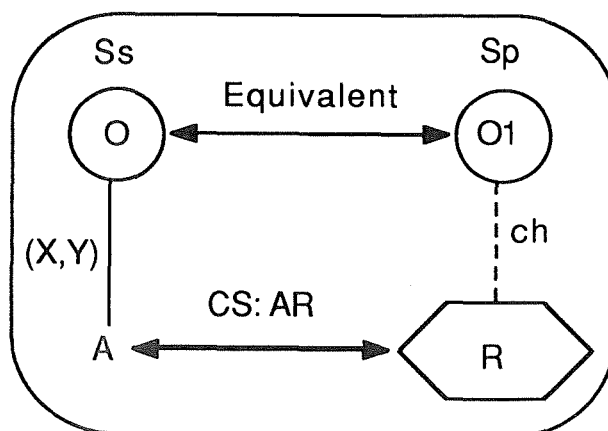 Ss Sp
Equivalent
O O1
(X,Y) ch
CS: AR
A R